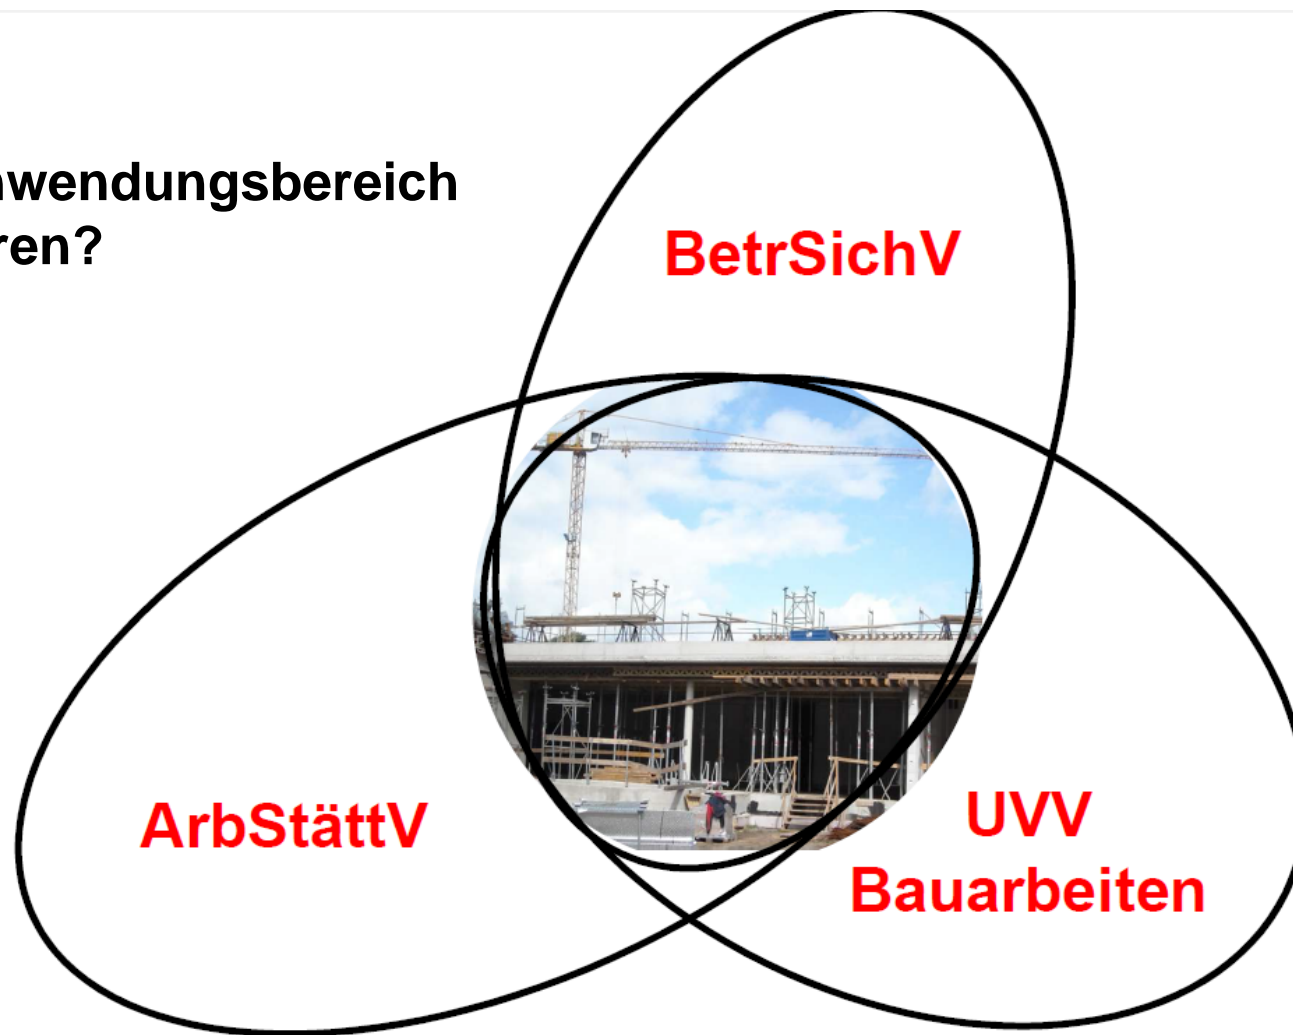 nwendungsbereich
ren?
BetrSichV
ArbStättV
UVV
Bauarbeiten